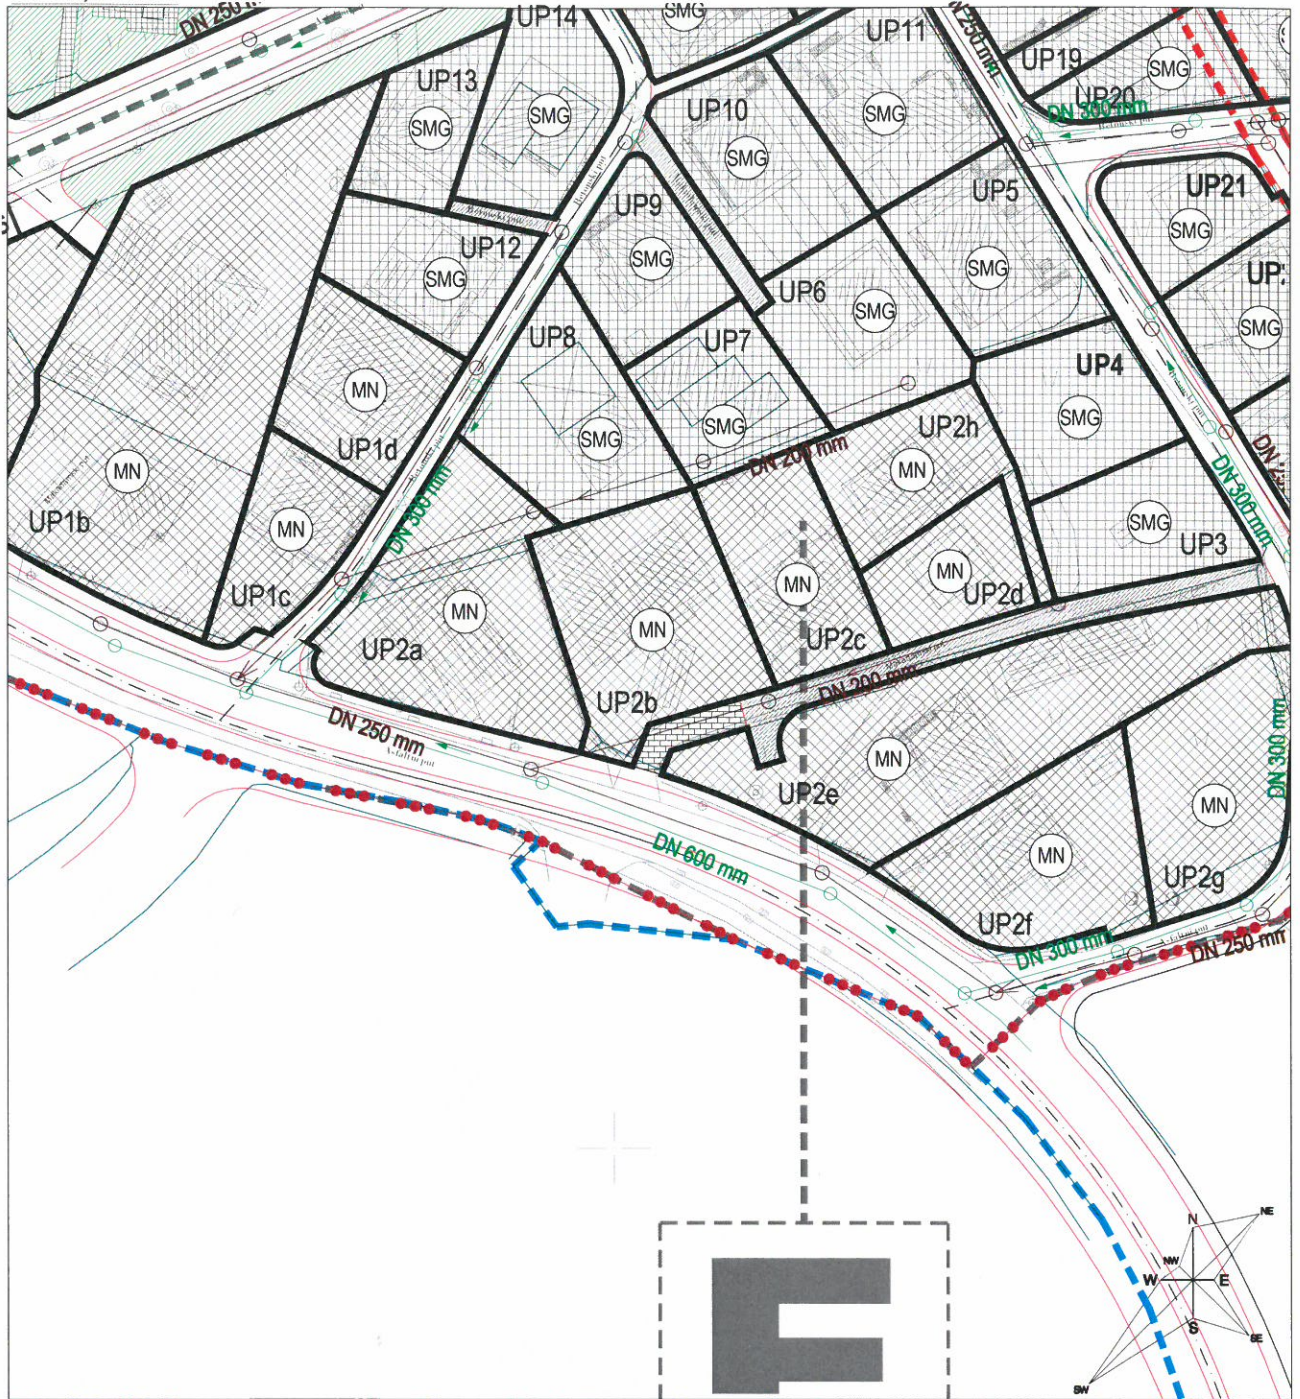 DN 250
UP14
SMG
UP11
DN 250 mm
UP19
SMG
UP13
SMG
SMG
UP10
SMG
SMG
UP20
DN 300 mm
UP9
SMG
UP5
SMG
UP21
SMG
UP12
SMG
UP6
SMG
UP
SMG
UP8
SMG
UP7
SMG
UP4
SMG
MN
UP1d
MN
UP1b
UP2h
MN
DN 200 mm
DN 300 mm
DN 300 mm
MN
UP1c
SMG
UP3
MN
UP2d
MN
UP2c
MN
UP2a
MN
UP2b
DN 200 mm
DN 250 mm
Asfaltni put
MN
UP2e
DN 300 mm
MN
UP2g
DN 600 mm
MN
UP2f
DN 300 mm
DN 250 mm
F
N
NE
NW
W
E
S
SE
SW